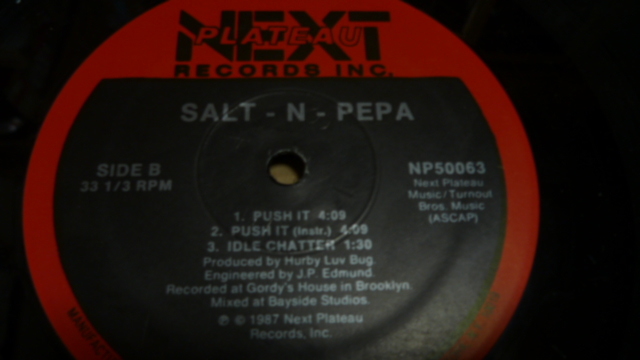 NEXT
PLATEAU
RECORDS INC.
SALT - N - PEPA
SIDE B
33 1/3 RPM
NP50063
Next Plateau
Music/Turnout
Bros. Music
(ASCAP)
1. PUSH IT 4:09
2. PUSH IT (Instr.) 4:09
3. IDLE CHATTER 1:30
Produced by Hurby Luv Bug.
Engineered by J.P. Edmund.
Recorded at Gordy's House in Brooklyn.
Mixed at Bayside Studios.
℗ © 1987 Next Plateau
Records, Inc.